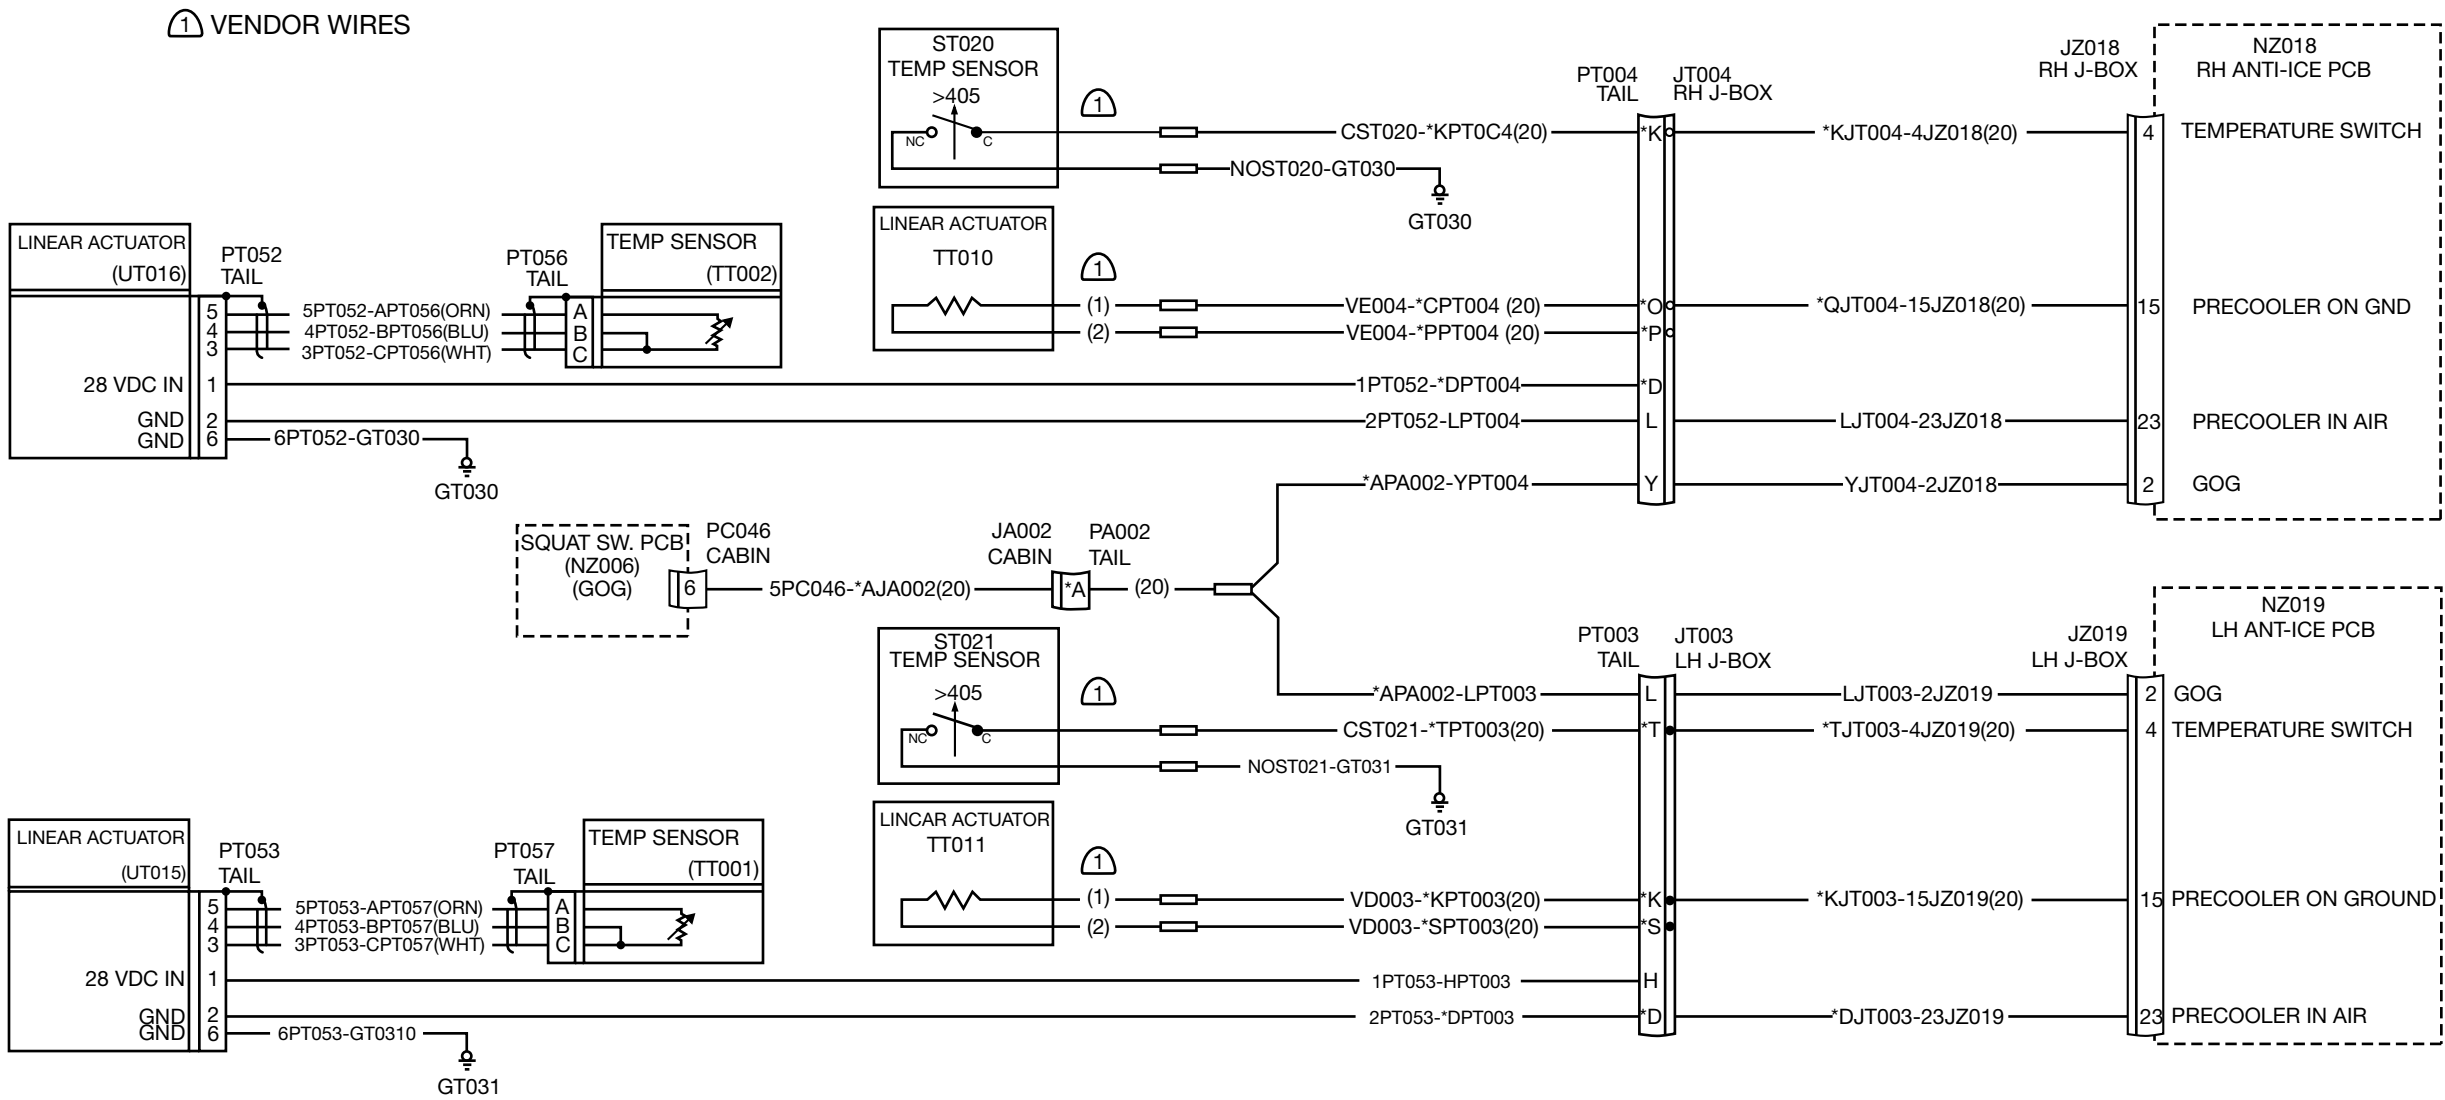 1 VENDOR WIRES
ST020
TEMP SENSOR
>405
NC
C
1
CST020-*KPT0C4(20)
NOST020-GT030
GT030
PT004
TAIL
JT004
RH J-BOX
*K
*KJT004-4JZ018(20)
JZ018
RH J-BOX
NZ018
RH ANTI-ICE PCB
4
TEMPERATURE SWITCH
LINEAR ACTUATOR
TT010
1
(1)
(2)
VE004-*CPT004 (20)
VE004-*PPT004 (20)
*O
*P
*QJT004-15JZ018(20)
15
PRECOOLER ON GND
LINEAR ACTUATOR
(UT016)
PT052
TAIL
5
4
3
5PT052-APT056(ORN)
4PT052-BPT056(BLU)
3PT052-CPT056(WHT)
PT056
TAIL
A
B
C
TEMP SENSOR
(TT002)
28 VDC IN
1
1PT052-*DPT004
*D
GND
2
2PT052-LPT004
L
LJT004-23JZ018
23
PRECOOLER IN AIR
GND
6
6PT052-GT030
GT030
*APA002-YPT004
Y
YJT004-2JZ018
2
GOG
SQUAT SW. PCB
(NZ006)
(GOG)
PC046
CABIN
6
5PC046-*AJA002(20)
JA002
CABIN
PA002
TAIL
*A
(20)
ST021
TEMP SENSOR
>405
NC
C
1
PT003
TAIL
JT003
LH J-BOX
JZ019
LH J-BOX
NZ019
LH ANT-ICE PCB
*APA002-LPT003
L
LJT003-2JZ019
2
GOG
CST021-*TPT003(20)
*T
*TJT003-4JZ019(20)
4
TEMPERATURE SWITCH
NOST021-GT031
GT031
LINCAR ACTUATOR
TT011
1
(1)
(2)
VD003-*KPT003(20)
VD003-*SPT003(20)
*K
*S
*KJT003-15JZ019(20)
15
PRECOOLER ON GROUND
LINEAR ACTUATOR
(UT015)
PT053
TAIL
5
4
3
5PT053-APT057(ORN)
4PT053-BPT057(BLU)
3PT053-CPT057(WHT)
PT057
TAIL
A
B
C
TEMP SENSOR
(TT001)
28 VDC IN
1
1PT053-HPT003
H
GND
2
2PT053-*DPT003
*D
*DJT003-23JZ019
23
PRECOOLER IN AIR
GND
6
6PT053-GT0310
GT031